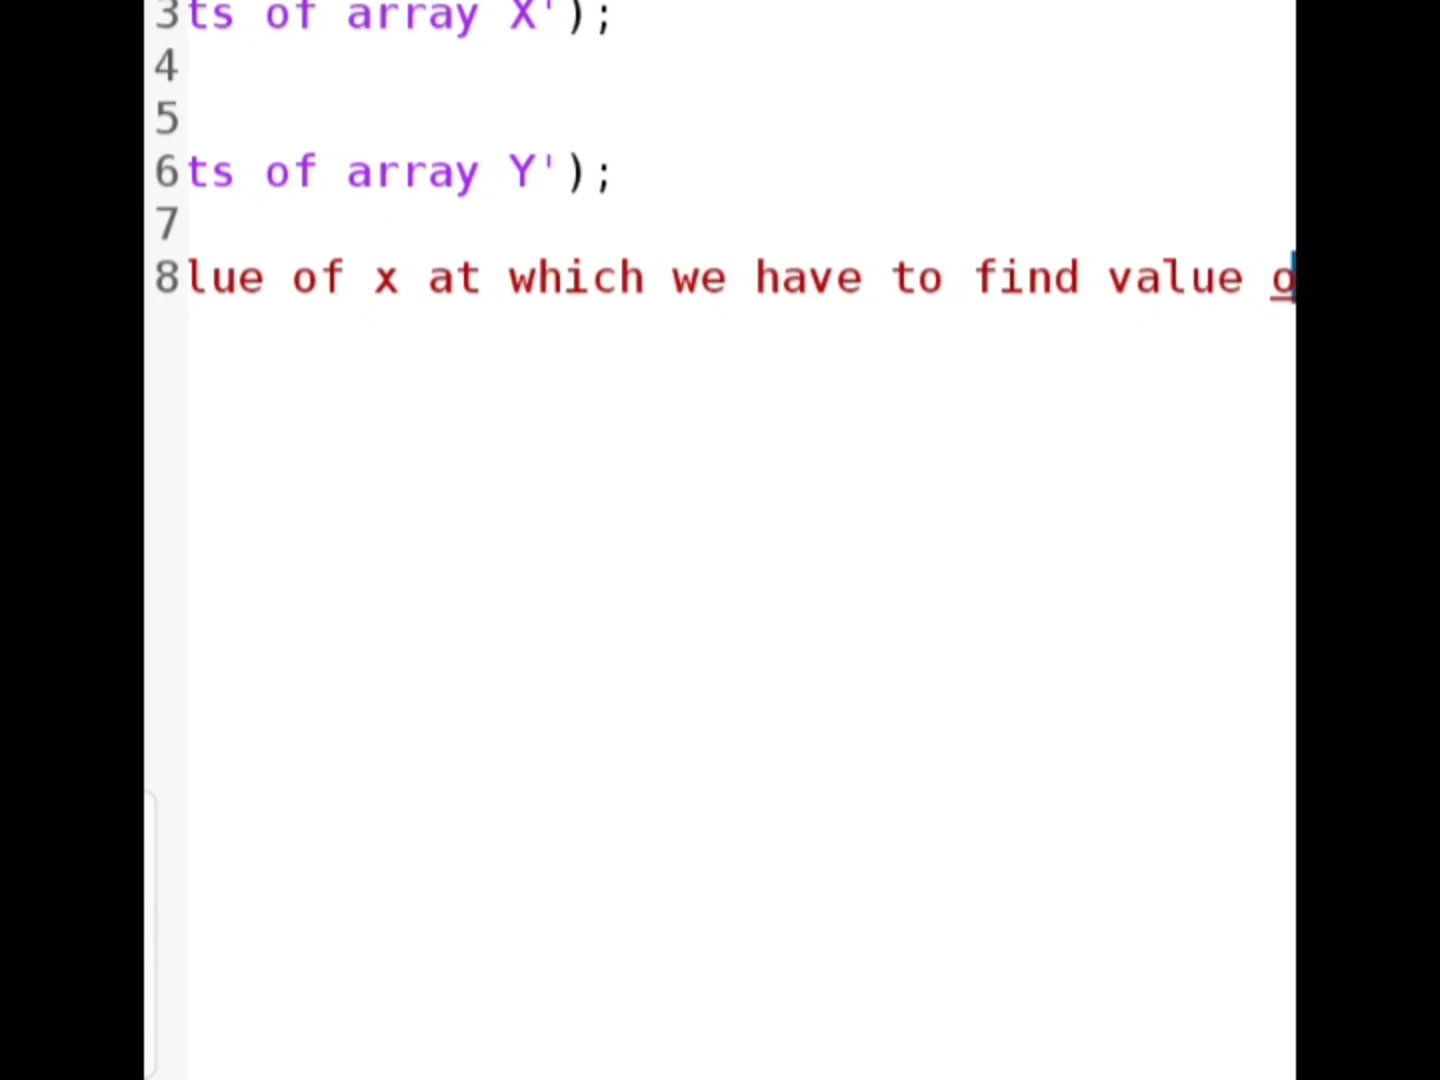 3ts of array X');
4
5
6ts of array Y');
7
8lue of x at which we have to find value o